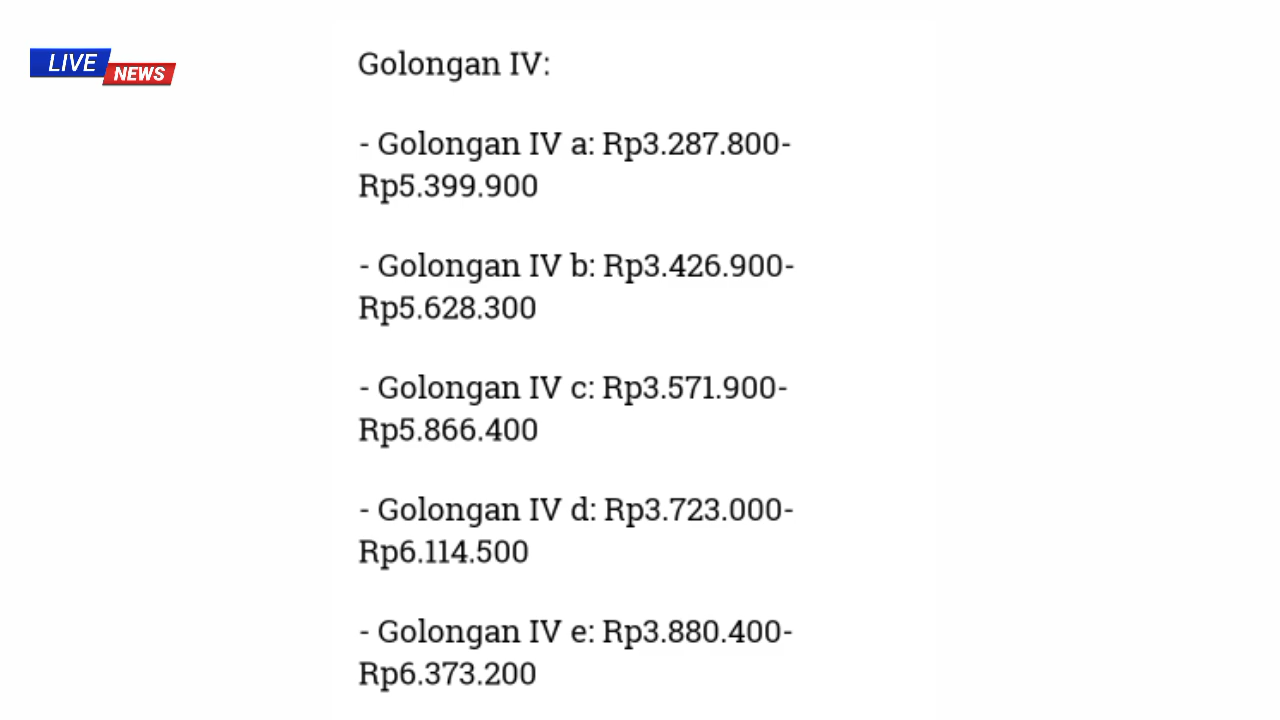 LIVE
NEWS
Golongan IV:
- Golongan IV a: Rp3.287.800-
Rp5.399.900
- Golongan IV b: Rp3.426.900-
Rp5.628.300
- Golongan IV c: Rp3.571.900-
Rp5.866.400
- Golongan IV d: Rp3.723.000-
Rp6.114.500
- Golongan IV e: Rp3.880.400-
Rp6.373.200